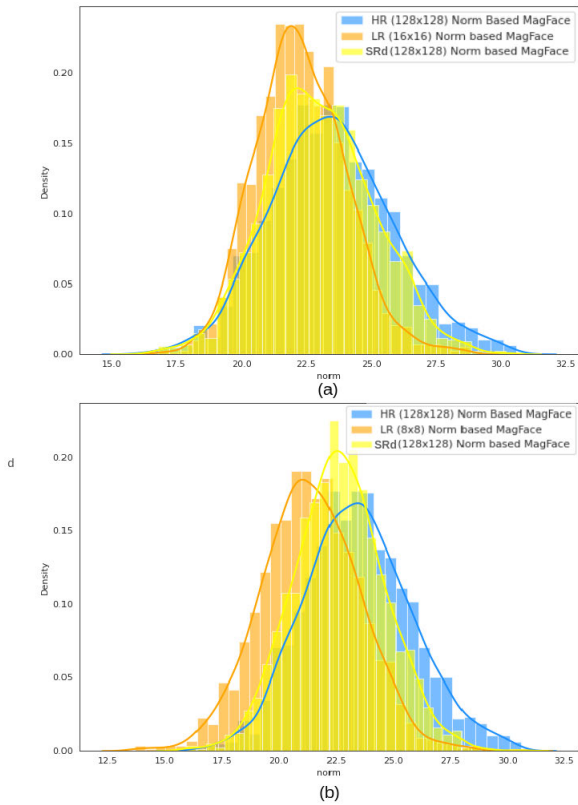 HR (128x128) Norm Based MagFace
LR (16x16) Norm based MagFace
SRd (128x128) Norm based MagFace
0.20
0.15
0.10
0.05
0.00
Density
15.0 17.5 20.0 22.5 25.0 27.5 30.0 32.5
norm
(a)
d
HR (128x128) Norm Based MagFace
LR (8x8) Norm based MagFace
SRd (128x128) Norm based MagFace
0.20
0.15
0.10
0.05
0.00
Density
12.5 15.0 17.5 20.0 22.5 25.0 27.5 30.0 32.5
norm
(b)